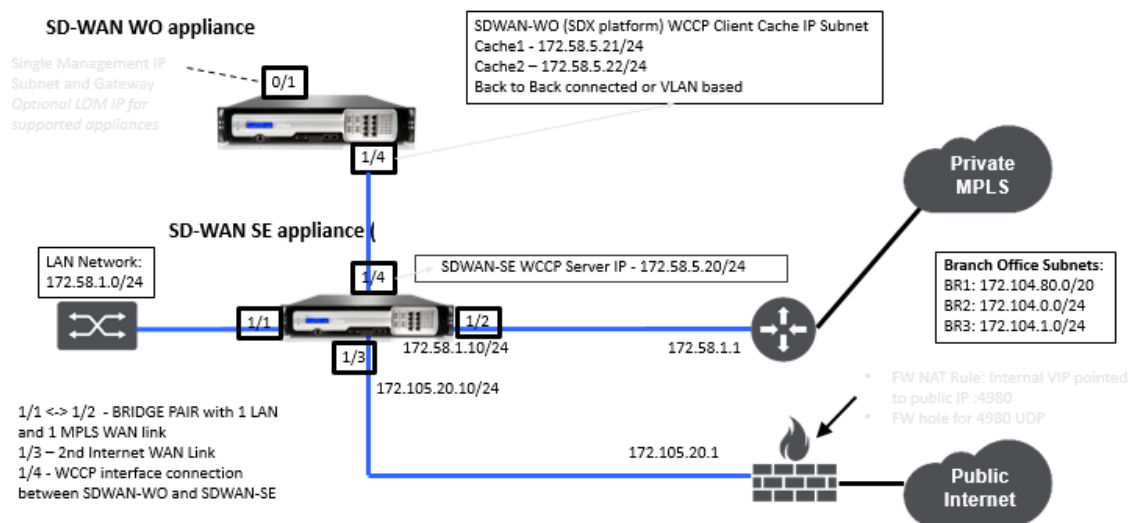 SD-WAN WO appliance
Single Management IP
Subnet and Gateway
Optional LOM IP for
supported appliances
0/1
SDWAN-WO (SDX platform) WCCP Client Cache IP Subnet
Cache1 - 172.58.5.21/24
Cache2 – 172.58.5.22/24
Back to Back connected or VLAN based
1/4
Private
MPLS
SD-WAN SE appliance (
LAN Network:
172.58.1.0/24
1/4
SDWAN-SE WCCP Server IP - 172.58.5.20/24
Branch Office Subnets:
BR1: 172.104.80.0/20
BR2: 172.104.0.0/24
BR3: 172.104.1.0/24
1/1
1/2
172.58.1.10/24
172.58.1.1
1/3
172.105.20.10/24
• FW NAT Rule: Internal VIP pointed
to public IP :4980
• FW hole for 4980 UDP
1/1 <-> 1/2 - BRIDGE PAIR with 1 LAN
and 1 MPLS WAN link
1/3 – 2nd Internet WAN Link
1/4 - WCCP interface connection
between SDWAN-WO and SDWAN-SE
172.105.20.1
Public
Internet